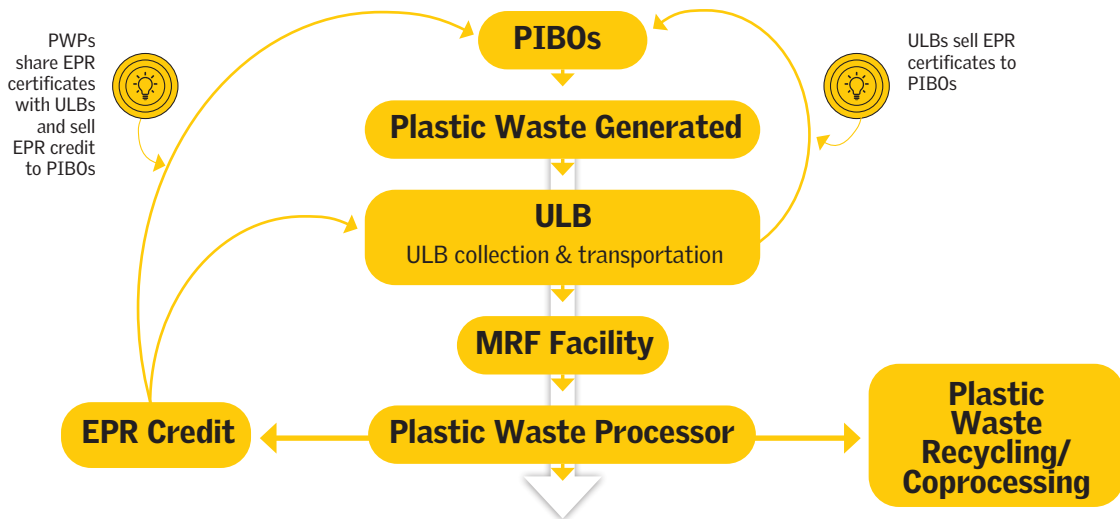 PWPs
share EPR
certificates
with ULBs
and sell
EPR credit
to PIBOs
PIBOs
ULBs sell EPR
certificates to
PIBOs
Plastic Waste Generated
ULB
ULB collection & transportation
MRF Facility
EPR Credit
Plastic Waste Processor
Plastic
Waste
Recycling/
Coprocessing